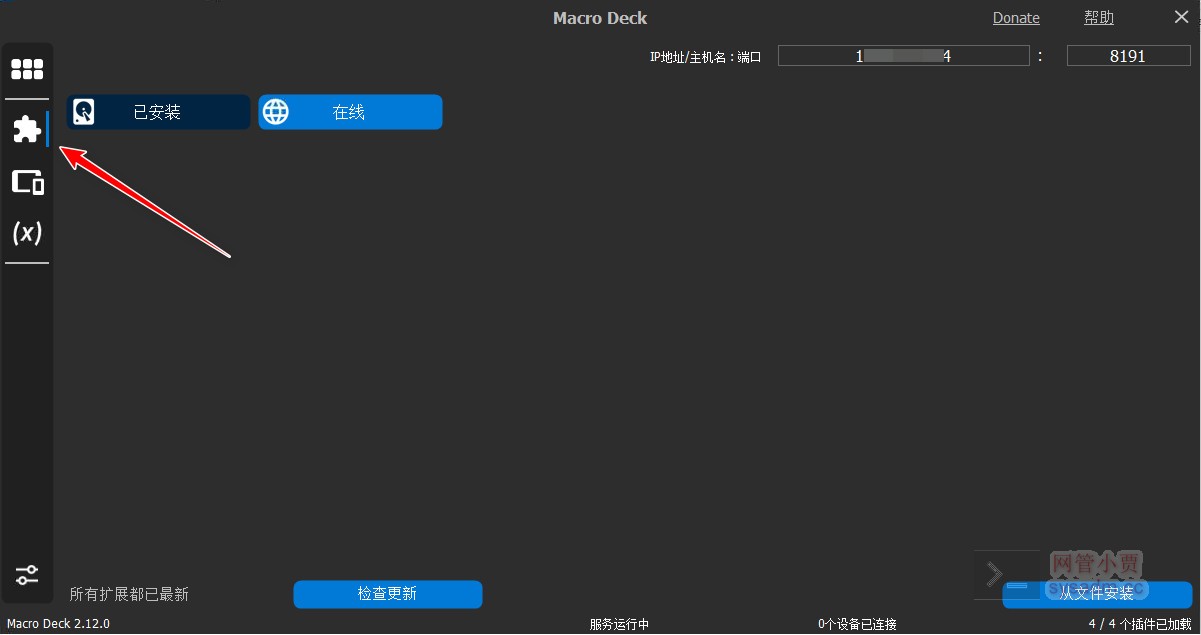 Macro Deck
Donate
帮助
IP地址/主机名：端口
1 4
:
8191
已安装
在线
(x)
所有扩展都已最新
检查更新
网管小贾
从文件安装
Macro Deck 2.12.0
服务运行中
0个设备已连接
4 / 4 个插件已加载